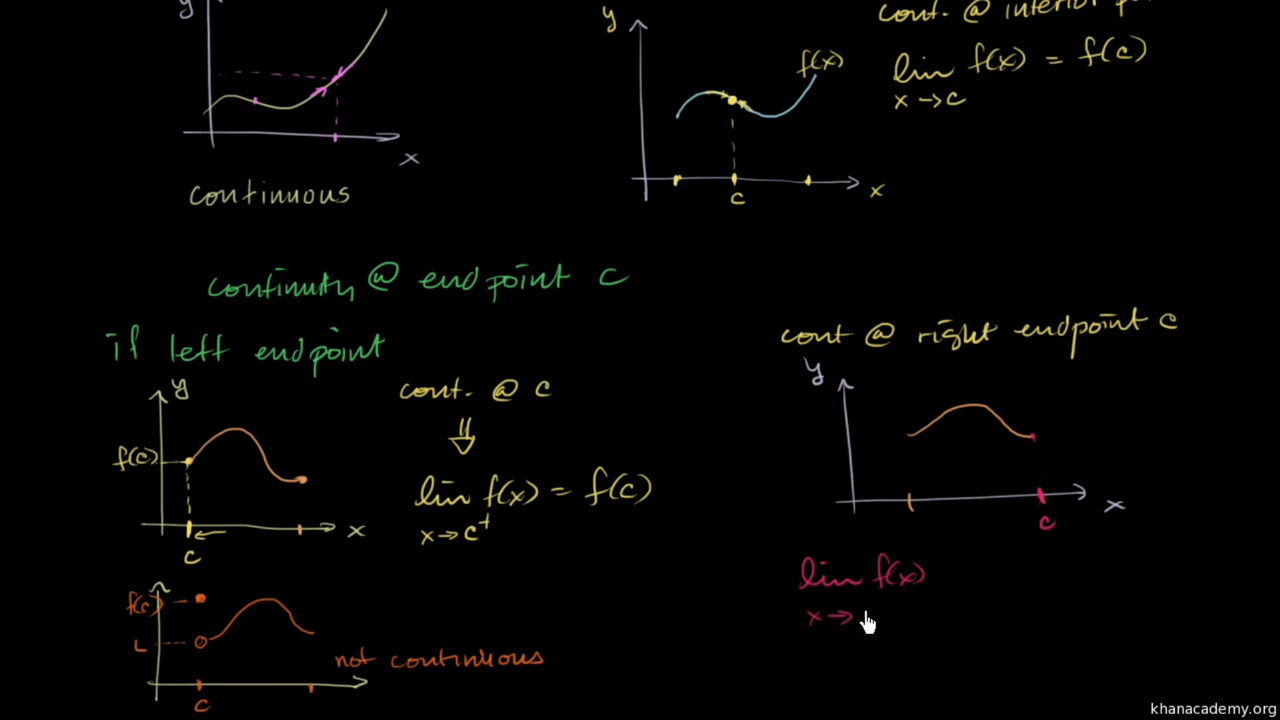 y
x
continuous
y
f(x)
c
x
cont. @ interior
lim f(x) = f(c)
x → c
continuity @ endpoint c
if left endpoint
y
f(c)
c
x
cont. @ c
⇓
lim f(x) = f(c)
x → c⁺
f(c)
L
c
not continuous
cont @ right endpoint c
y
x
c
lim f(x)
x →
khanacademy.org